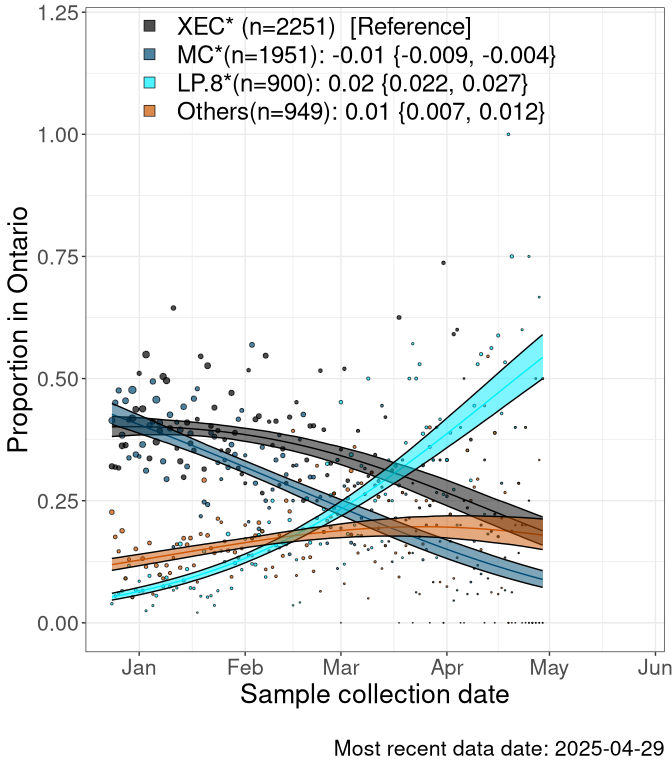 XEC* (n=2251)  [Reference]
MC*(n=1951): -0.01 {-0.009, -0.004}
LP.8*(n=900): 0.02 {0.022, 0.027}
Others(n=949): 0.01 {0.007, 0.012}
1.25
1.00
0.75
0.50
0.25
0.00
Proportion in Ontario
Jan Feb Mar Apr May Jun
Sample collection date
Most recent data date: 2025-04-29